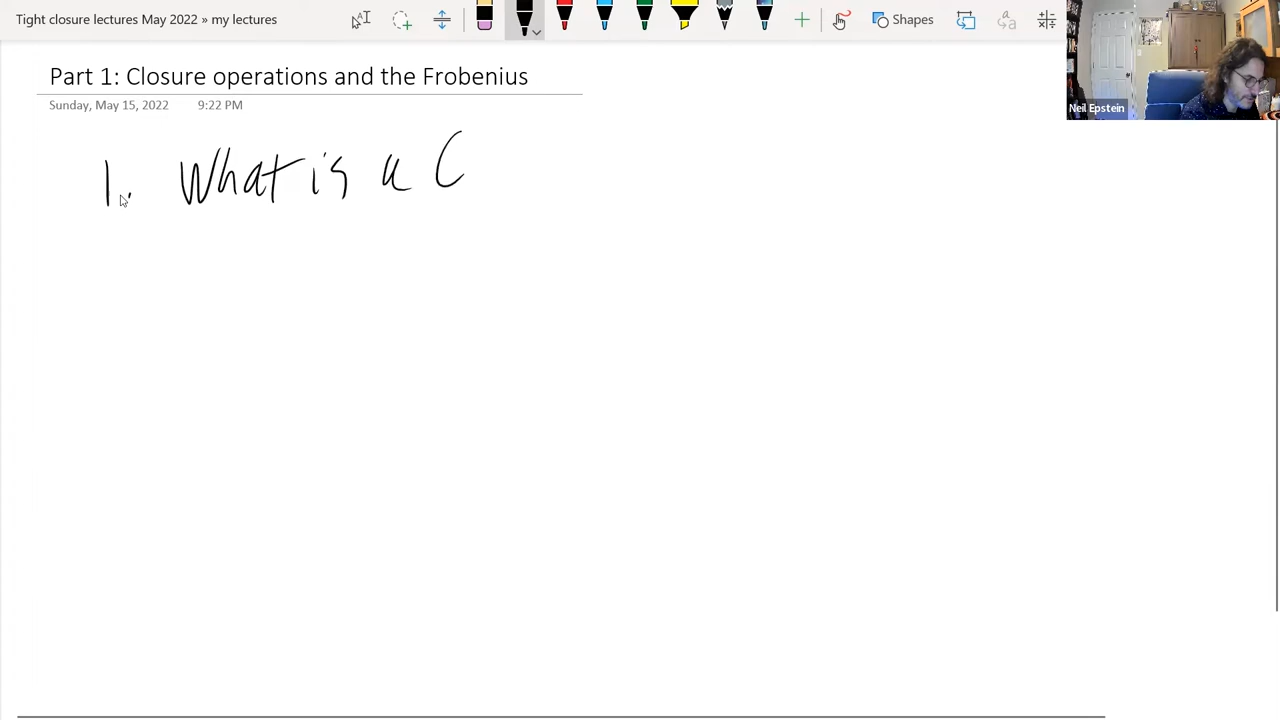 Tight closure lectures May 2022 » my lectures
Shapes
Part 1: Closure operations and the Frobenius
Sunday, May 15, 2022 9:22 PM
Neil Epstein
1. What is a C